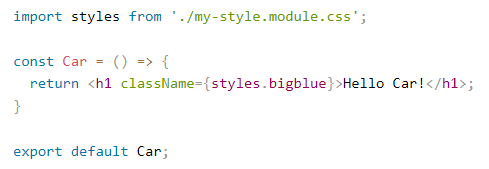 import styles from './my-style.module.css';

const Car = () => {
  return <h1 className={styles.bigblue}>Hello Car!</h1>;
}

export default Car;